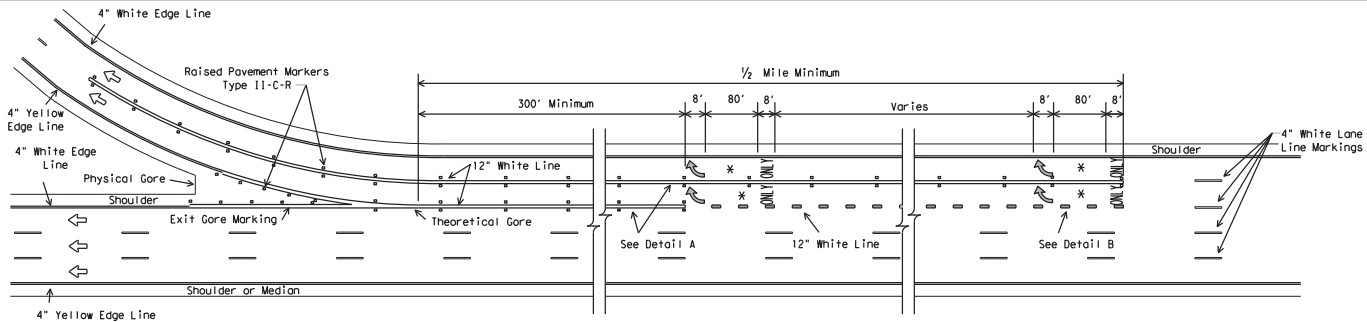 4" White Edge Line
Raised Pavement Markers
Type II-C-R
½ Mile Minimum
300' Minimum
8'
80'
8'
Varies
8'
80'
8'
4" Yellow
Edge Line
4" White Edge
Line
Physical Gore
Shoulder
Exit Gore Marking
12" White Line
Theoretical Gore
*
ONLY
*
ONLY
See Detail A
12" White Line
*
ONLY
*
ONLY
See Detail B
Shoulder
4" White Lane
Line Markings
Shoulder or Median
4" Yellow Edge Line